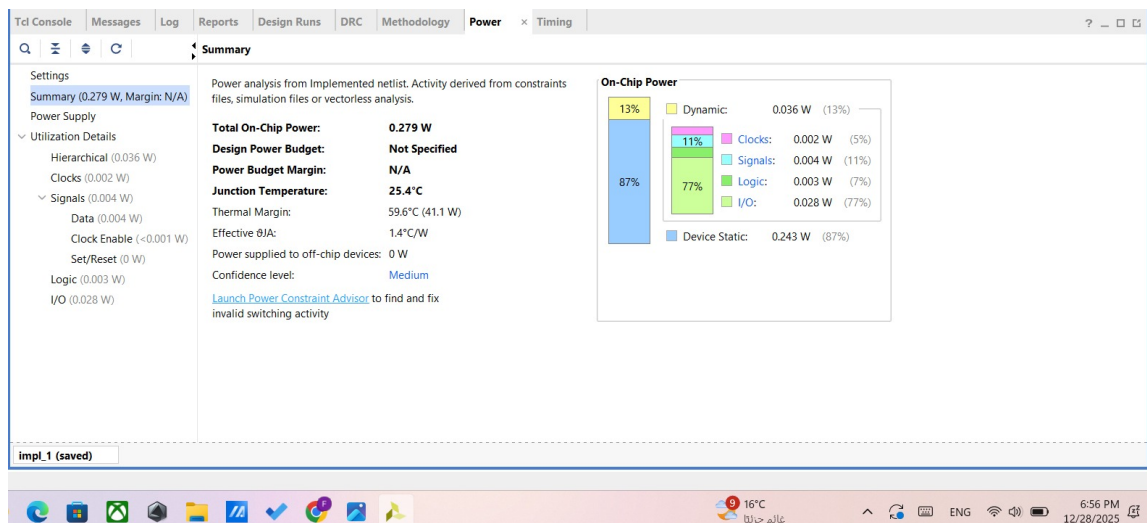 Tcl Console Messages Log Reports Design Runs DRC Methodology Power × Timing ?
Summary
Settings
Summary (0.279 W, Margin: N/A)
Power Supply
Utilization Details
Hierarchical (0.036 W)
Clocks (0.002 W)
Signals (0.004 W)
Data (0.004 W)
Clock Enable (<0.001 W)
Set/Reset (0 W)
Logic (0.003 W)
I/O (0.028 W)
Power analysis from Implemented netlist. Activity derived from constraints
files, simulation files or vectorless analysis.
Total On-Chip Power: 0.279 W
Design Power Budget: Not Specified
Power Budget Margin: N/A
Junction Temperature: 25.4°C
Thermal Margin: 59.6°C (41.1 W)
Effective ϑJA: 1.4°C/W
Power supplied to off-chip devices: 0 W
Confidence level: Medium
Launch Power Constraint Advisor to find and fix
invalid switching activity
On-Chip Power
13%
87%
Dynamic: 0.036 W (13%)
11%
77%
Clocks: 0.002 W (5%)
Signals: 0.004 W (11%)
Logic: 0.003 W (7%)
I/O: 0.028 W (77%)
Device Static: 0.243 W (87%)
impl_1 (saved)
9
16°C
غائم جزئيًا
ENG
6:56 PM
12/28/2025